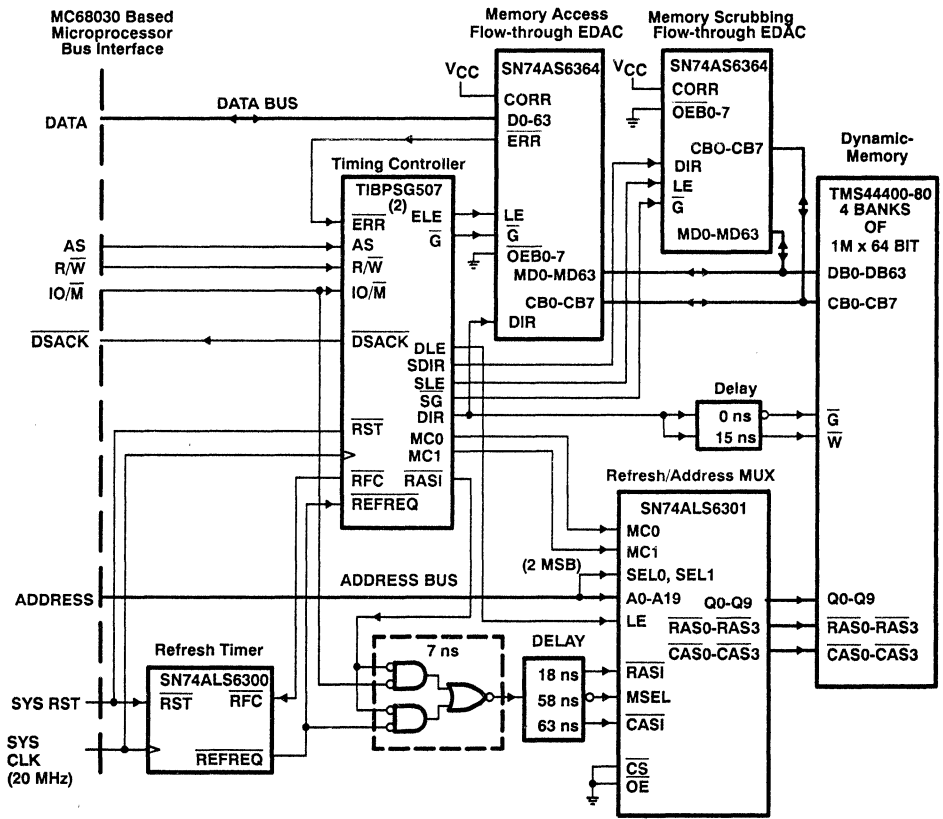 MC68030 Based
Microprocessor
Bus Interface
Memory Access
Flow-through EDAC
Memory Scrubbing
Flow-through EDAC
SN74AS6364
VCC
CORR
D0-63
ERR
LE
G
OEB0-7
MD0-MD63
CB0-CB7
DIR
SN74AS6364
VCC
CORR
OEB0-7
CB0-CB7
DIR
LE
G
MD0-MD63
Dynamic-
Memory
TMS44400-80
4 BANKS
OF
1M x 64 BIT
DB0-DB63
CB0-CB7
G
W
Q0-Q9
RAS0-RAS3
CAS0-CAS3
DATA
DATA BUS
AS
R/W
IO/M
DSACK
Timing Controller
TIBPSG507
(2)
ERR
AS
R/W
IO/M
DSACK
RST
RFC
REFREQ
ELE
G
DLE
SDIR
SLE
SG
DIR
MC0
MC1
RASI
Delay
0 ns
15 ns
Refresh/Address MUX
SN74ALS6301
MC0
MC1
(2 MSB)
SEL0, SEL1
A0-A19
LE
Q0-Q9
RAS0-RAS3
CAS0-CAS3
RASI
MSEL
CASI
CS
OE
ADDRESS
ADDRESS BUS
7 ns
DELAY
18 ns
58 ns
63 ns
Refresh Timer
SN74ALS6300
RST
RFC
REFREQ
SYS RST
SYS
CLK
(20 MHz)